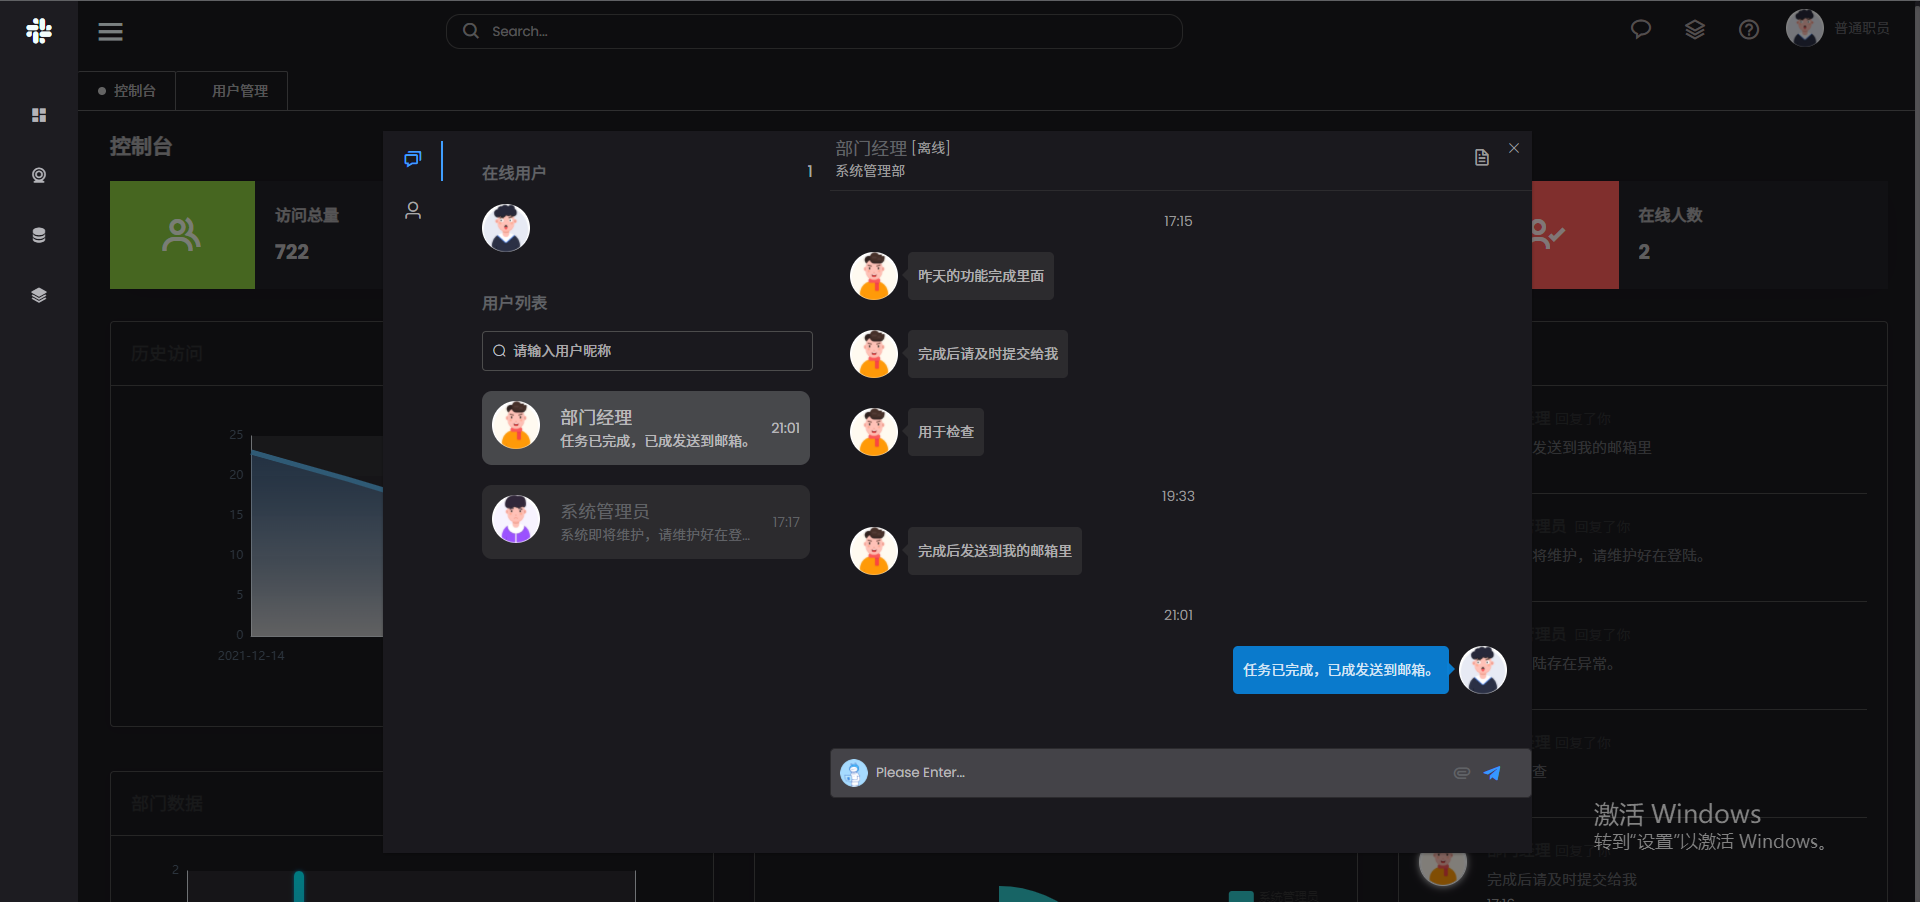 Search...
普通职员
控制台
用户管理
控制台
访问总量
722
在线人数
2
历史访问
25
20
15
10
5
0
2021-12-14
部门数据
2
在线用户
1
用户列表
请输入用户昵称
部门经理
任务已完成，已成发送到邮箱。
21:01
系统管理员
系统即将维护，请维护好在登...
17:17
部门经理 [离线]
系统管理部
17:15
昨天的功能完成里面
完成后请及时提交给我
用于检查
19:33
完成后发送到我的邮箱里
21:01
任务已完成，已成发送到邮箱。
Please Enter...
理 回复了你
发送到我的邮箱里
管理员 回复了你
将维护，请维护好在登陆。
管理员 回复了你
陆存在异常。
理 回复了你
查
激活 Windows
转到“设置”以激活 Windows。
部门经理 回复了你
完成后请及时提交给我
系统管理员